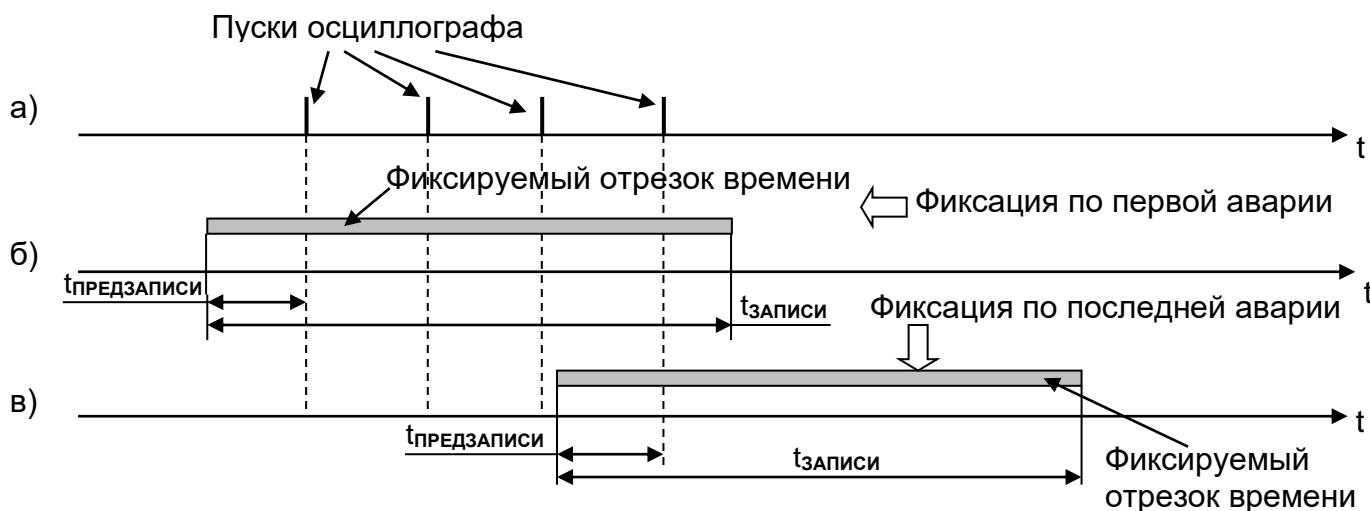 Пуски осциллографа
а)
t
Фиксируемый отрезок времени
Фиксация по первой аварии
б)
t
tПРЕДЗАПИСИ
tЗАПИСИ
Фиксация по последней аварии
в)
t
tПРЕДЗАПИСИ
tЗАПИСИ
Фиксируемый
отрезок времени